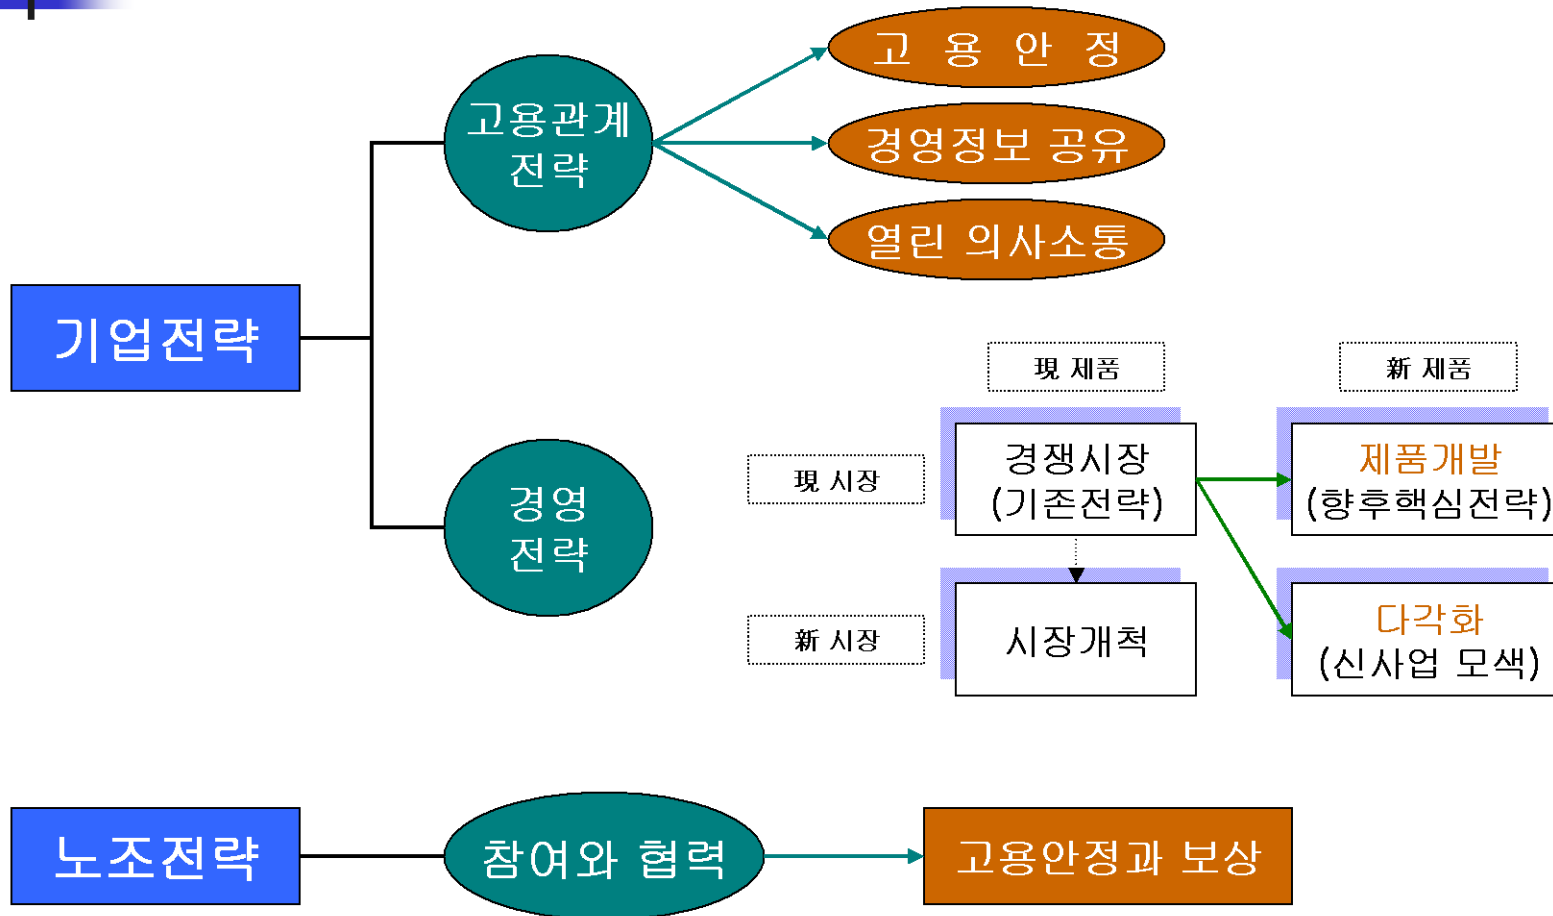 고 용 안 정
고용관계
전략
경영정보 공유
열린 의사소통
기업전략
現 제품
新 제품
現 시장
경쟁시장
(기존전략)
제품개발
(향후핵심전략)
경영
전략
新 시장
시장개척
다각화
(신사업 모색)
노조전략
참여와 협력
고용안정과 보상